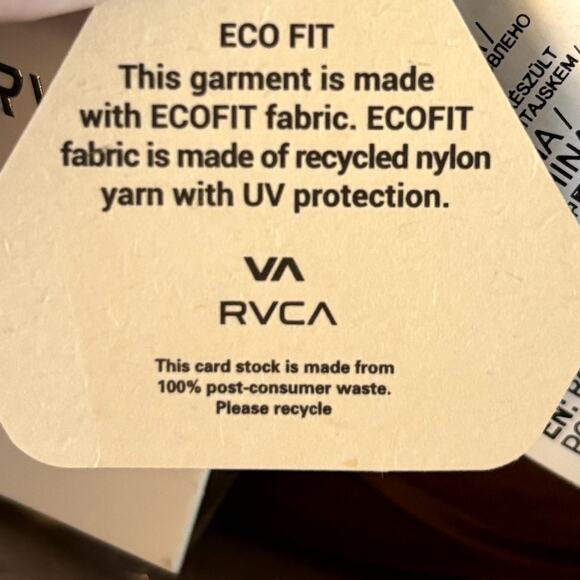 ECO FIT
This garment is made
with ECOFIT fabric. ECOFIT
fabric is made of recycled nylon
yarn with UV protection.
VA
RVCA
This card stock is made from
100% post-consumer waste.
Please recycle
EN: